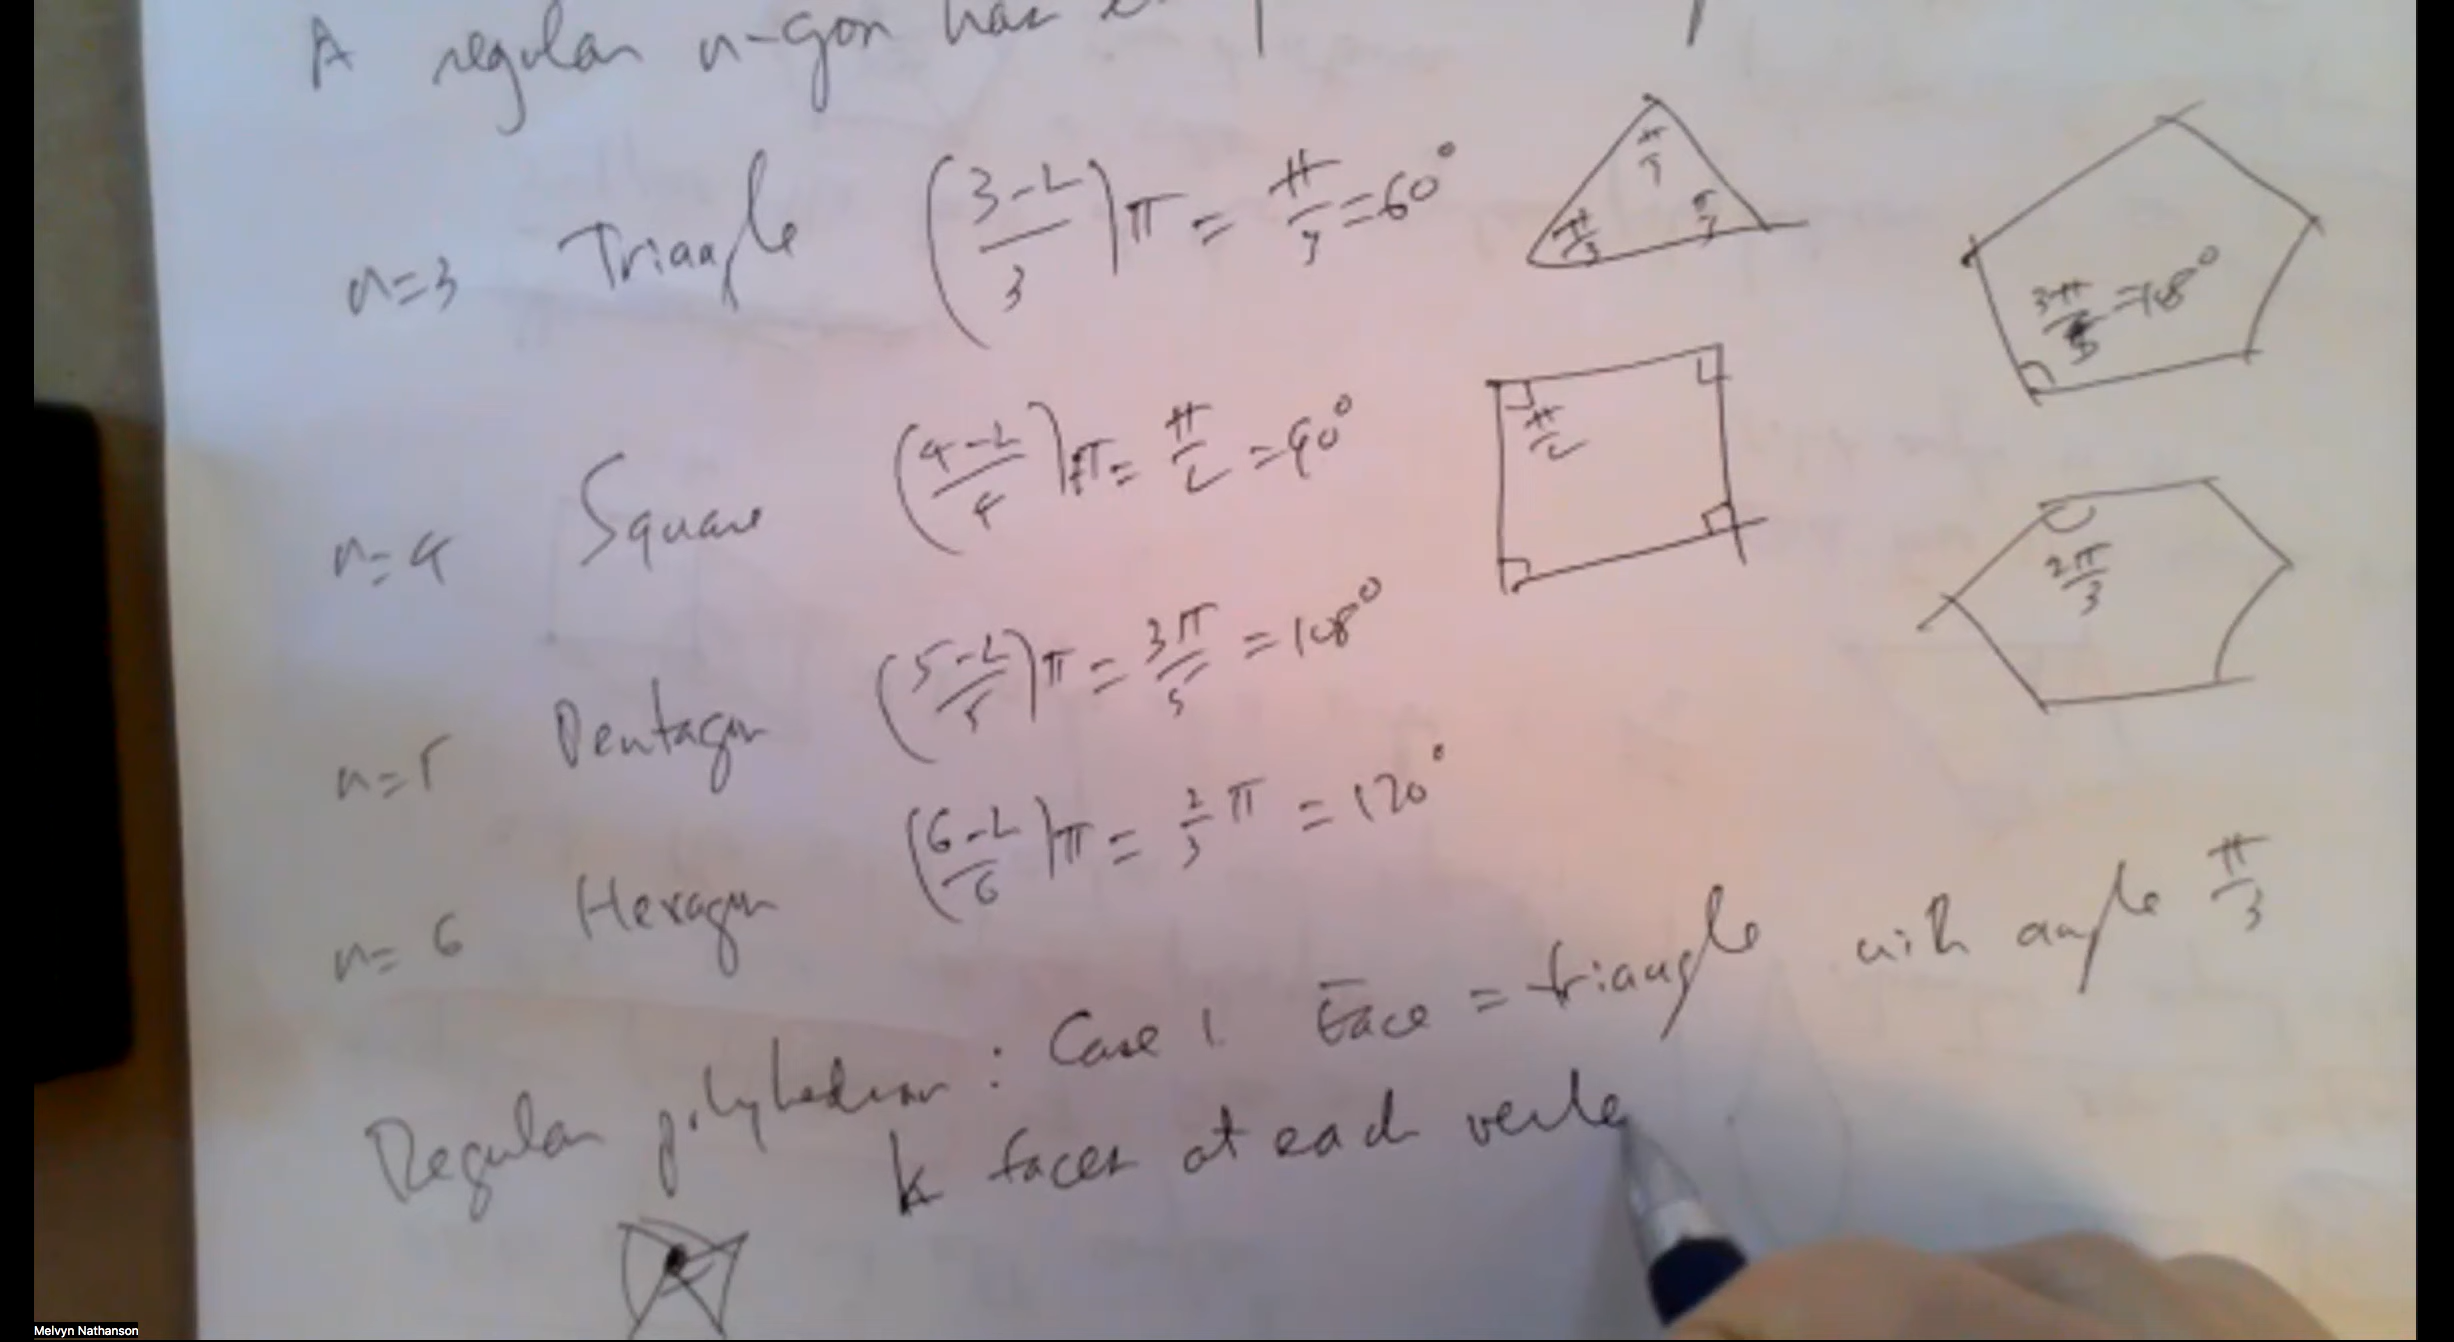 A regular n-gon has
n=3 Triangle (3-2/3)π = π/3 = 60°
π/3
π/3
π/3
3π/5 = 108°
n=4 Square (4-2/4)π = π/2 = 90°
π/2
n=5 Pentagon (5-2/5)π = 3π/5 = 108°
2π/3
n=6 Hexagon (6-2/6)π = 2/3 π = 120°
Regular polyhedron: Case 1. Face = triangle with angle π/3
k faces at each verte
Melvyn Nathanson